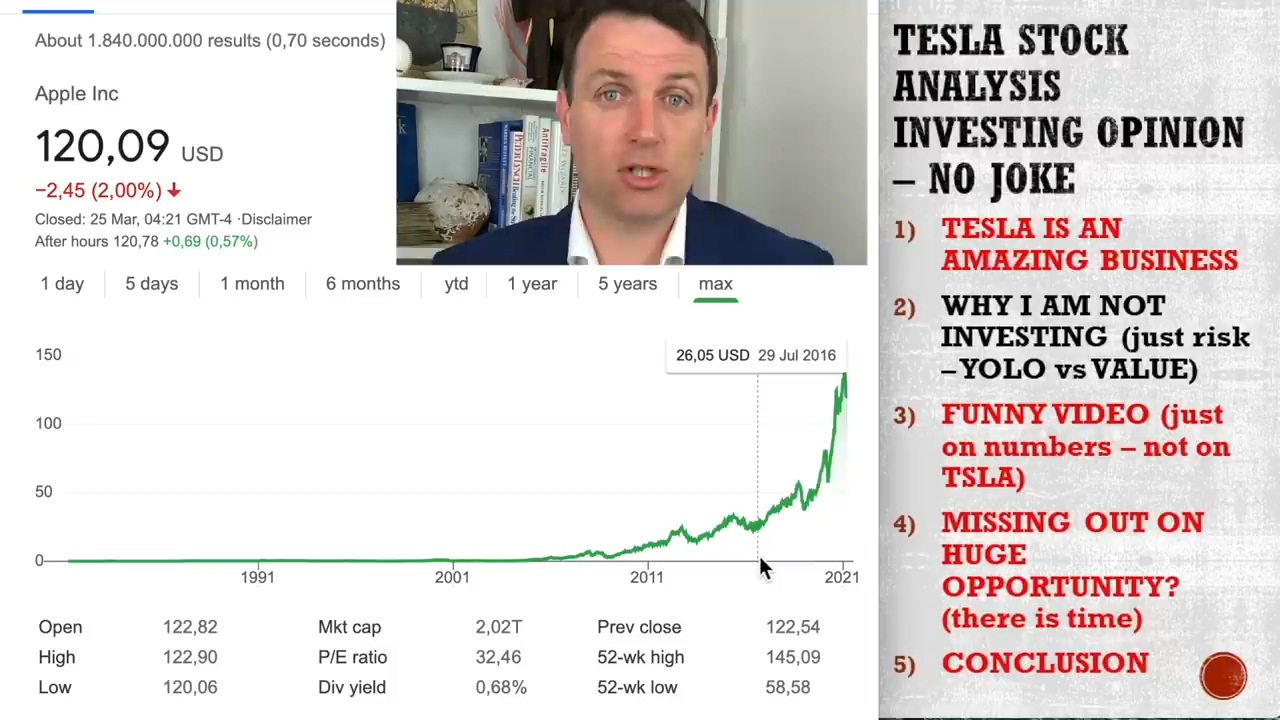 About 1.840.000.000 results (0,70 seconds)
Apple Inc
120,09 USD
−2,45 (2,00%)
Closed: 25 Mar, 04:21 GMT-4 ·Disclaimer
After hours 120,78 +0,69 (0,57%)
1 day 5 days 1 month 6 months ytd 1 year 5 years max
26,05 USD 29 Jul 2016
150
100
50
0
1991 2001 2011 2021
Open 122,82 Mkt cap 2,02T Prev close 122,54
High 122,90 P/E ratio 32,46 52-wk high 145,09
Low 120,06 Div yield 0,68% 52-wk low 58,58
Antifragile
TESLA STOCK
ANALYSIS
INVESTING OPINION
– NO JOKE
1) TESLA IS AN
AMAZING BUSINESS
2) WHY I AM NOT
INVESTING (just risk
– YOLO vs VALUE)
3) FUNNY VIDEO (just
on numbers – not on
TSLA)
4) MISSING OUT ON
HUGE
OPPORTUNITY?
(there is time)
5) CONCLUSION